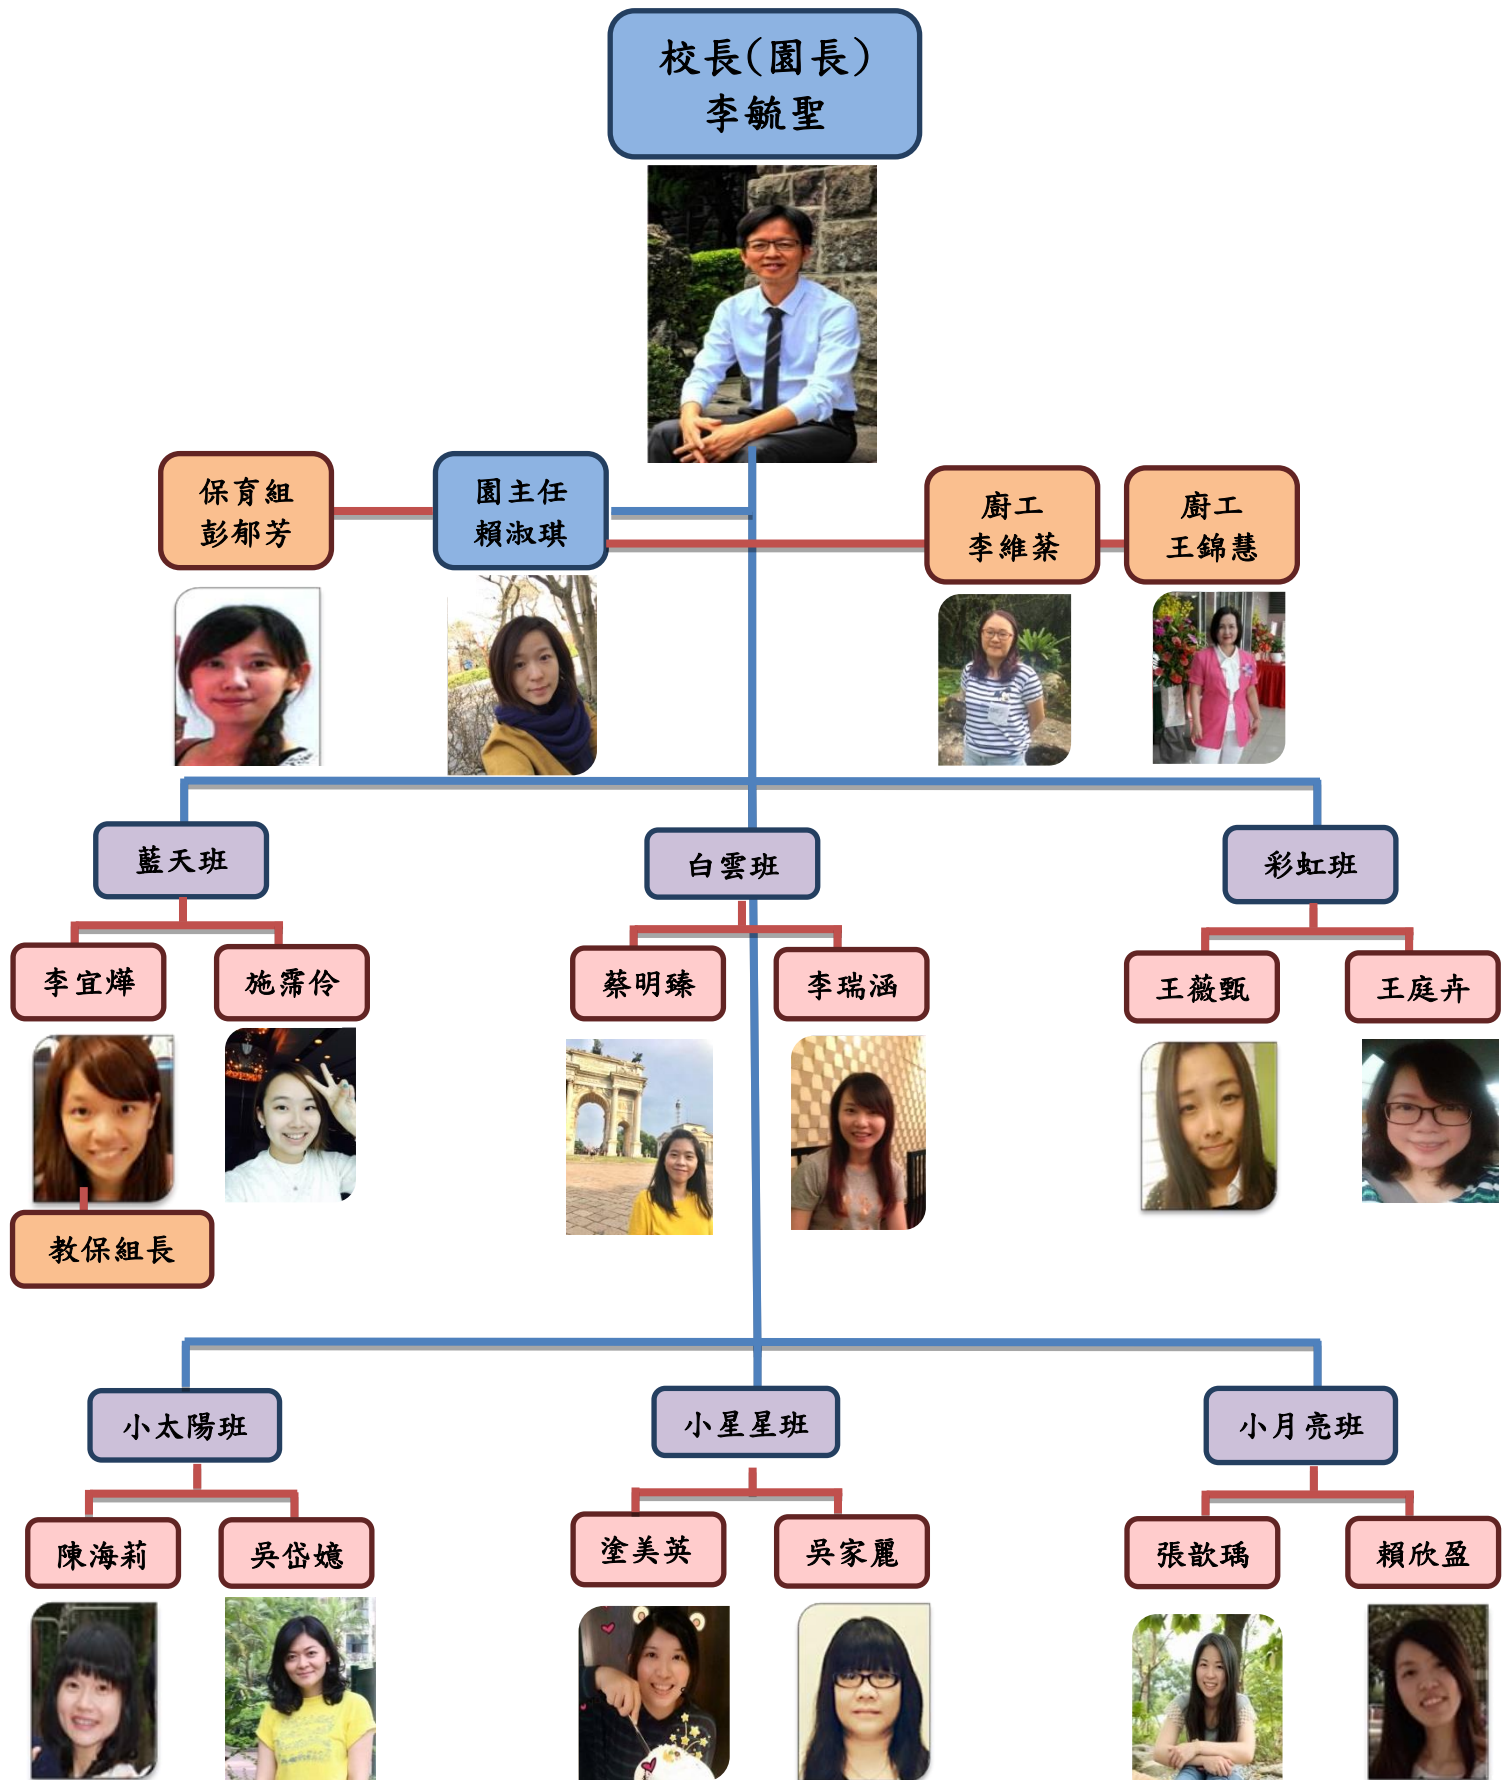 校長(園長)
李毓聖
保育組
彭郁芳
園主任
賴淑琪
廚工
李維菜
廚工
王錦慧
藍天班
白雲班
彩虹班
李宜燁
施霈伶
蔡明臻
李瑞涵
王薇甄
王庭卉
教保組長
小太陽班
小星星班
小月亮班
陳海莉
吳岱嬑
塗美英
吳家麗
張歆瑀
賴欣盈